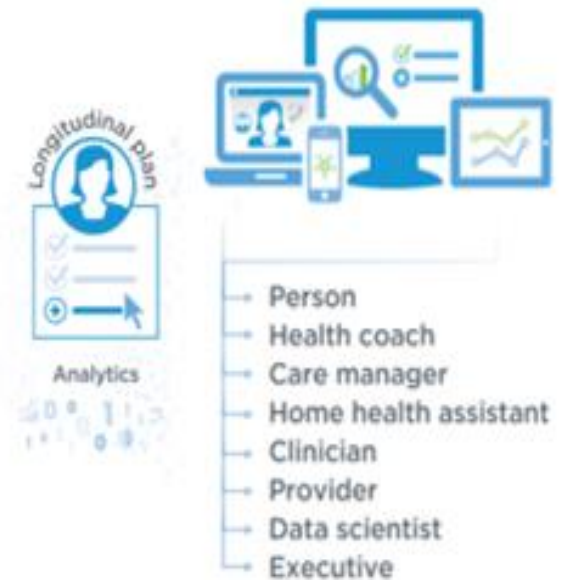 Longitudinal plan
Analytics
Person
Health coach
Care manager
Home health assistant
Clinician
Provider
Data scientist
Executive